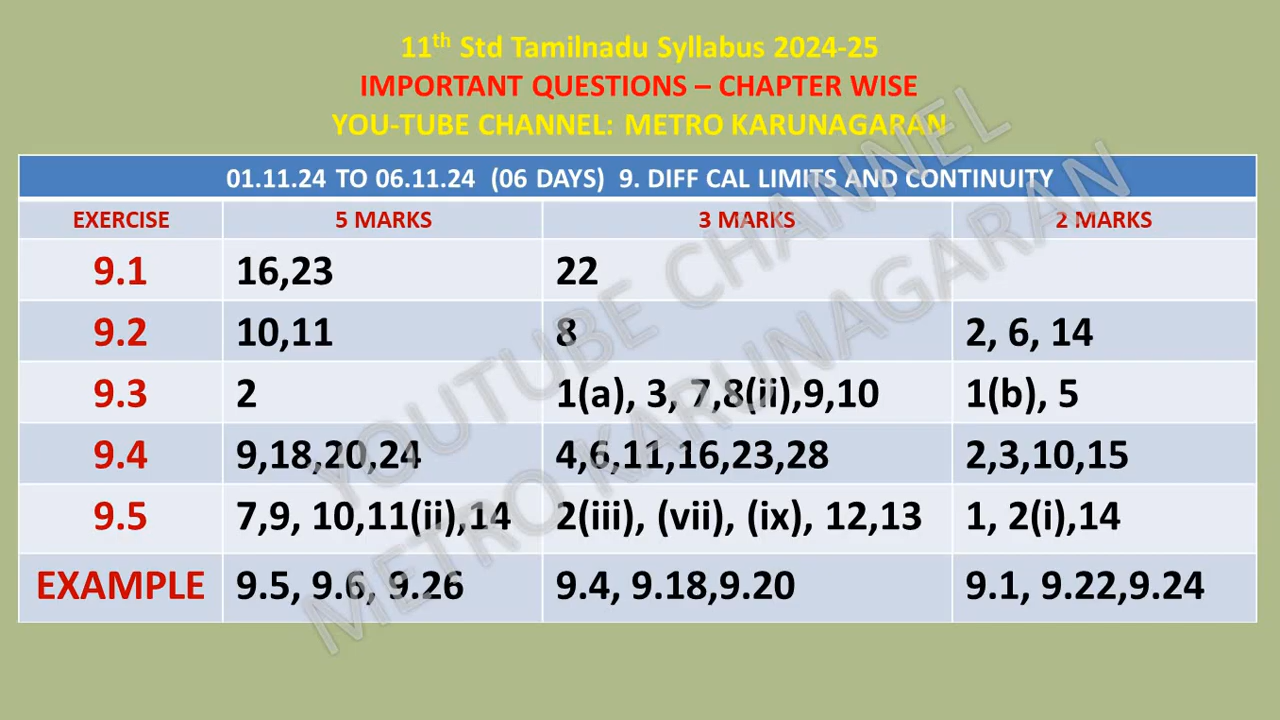 11th Std Tamilnadu Syllabus 2024-25
IMPORTANT QUESTIONS – CHAPTER WISE
YOU-TUBE CHANNEL: METRO KARUNAGARAN
01.11.24 TO 06.11.24 (06 DAYS) 9. DIFF CAL LIMITS AND CONTINUITY
EXERCISE 5 MARKS 3 MARKS 2 MARKS
9.1 16,23 22
9.2 10,11 8 2, 6, 14
9.3 2 1(a), 3, 7,8(ii),9,10 1(b), 5
9.4 9,18,20,24 4,6,11,16,23,28 2,3,10,15
9.5 7,9, 10,11(ii),14 2(iii), (vii), (ix), 12,13 1, 2(i),14
EXAMPLE 9.5, 9.6, 9.26 9.4, 9.18,9.20 9.1, 9.22,9.24
YOUTUBE CHANNEL
METRO KARUNAGARAN